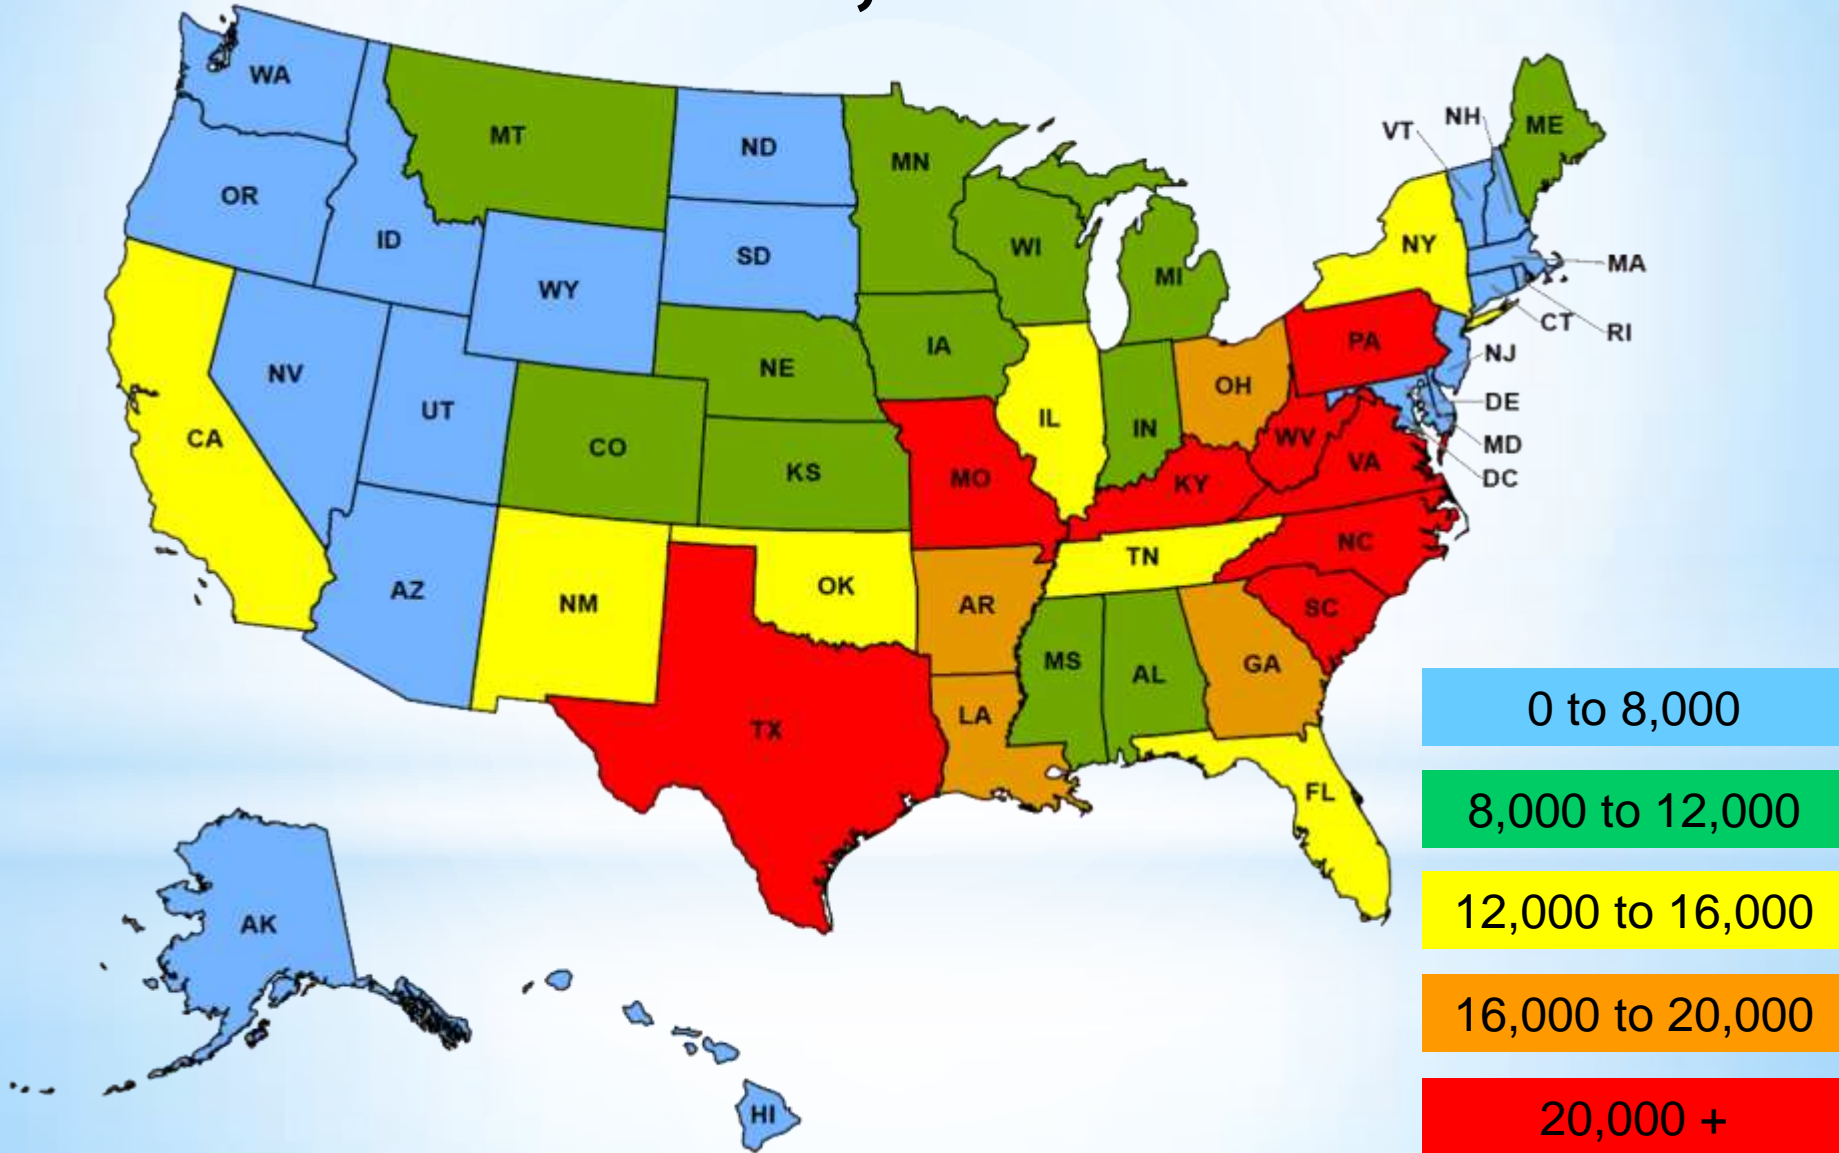 WA
MT
ND
MN
VT
NH
ME
OR
ID
SD
WI
MI
NY
MA
WY
CT
RI
NV
UT
NE
IA
PA
NJ
CA
CO
KS
IL
IN
OH
DE
MO
KY
WV
VA
MD
DC
AZ
NM
OK
AR
TN
NC
TX
LA
MS
AL
GA
SC
FL
AK
HI
0 to 8,000
8,000 to 12,000
12,000 to 16,000
16,000 to 20,000
20,000 +